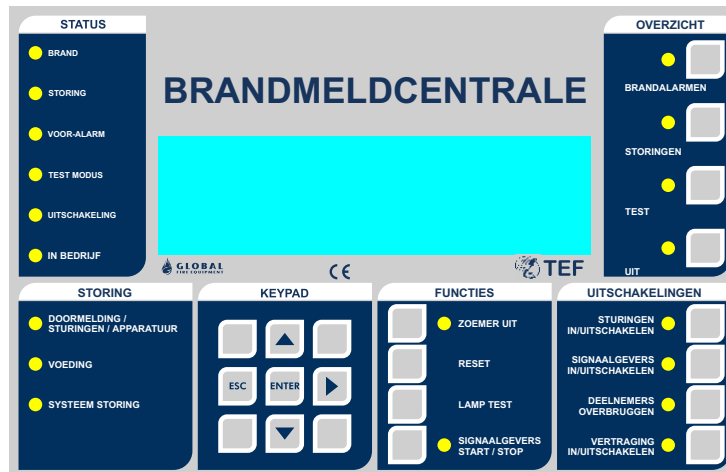 STATUS
BRAND
STORING
VOOR-ALARM
TEST MODUS
UITSCHAKELING
IN BEDRIJF
BRANDMELDCENTRALE
GLOBAL
FIRE EQUIPMENT
CE
TEF
OVERZICHT
BRANDALARMEN
STORINGEN
TEST
UIT
STORING
DOORMELDING /
STURINGEN / APPARATUUR
VOEDING
SYSTEEM STORING
KEYPAD
ESC
ENTER
FUNCTIES
ZOEMER UIT
RESET
LAMP TEST
SIGNAALGEVERS
START / STOP
UITSCHAKELINGEN
STURINGEN
IN/UITSCHAKELEN
SIGNAALGEVERS
IN/UITSCHAKELEN
DEELNEMERS
OVERBRUGGEN
VERTRAGING
IN/UITSCHAKELEN